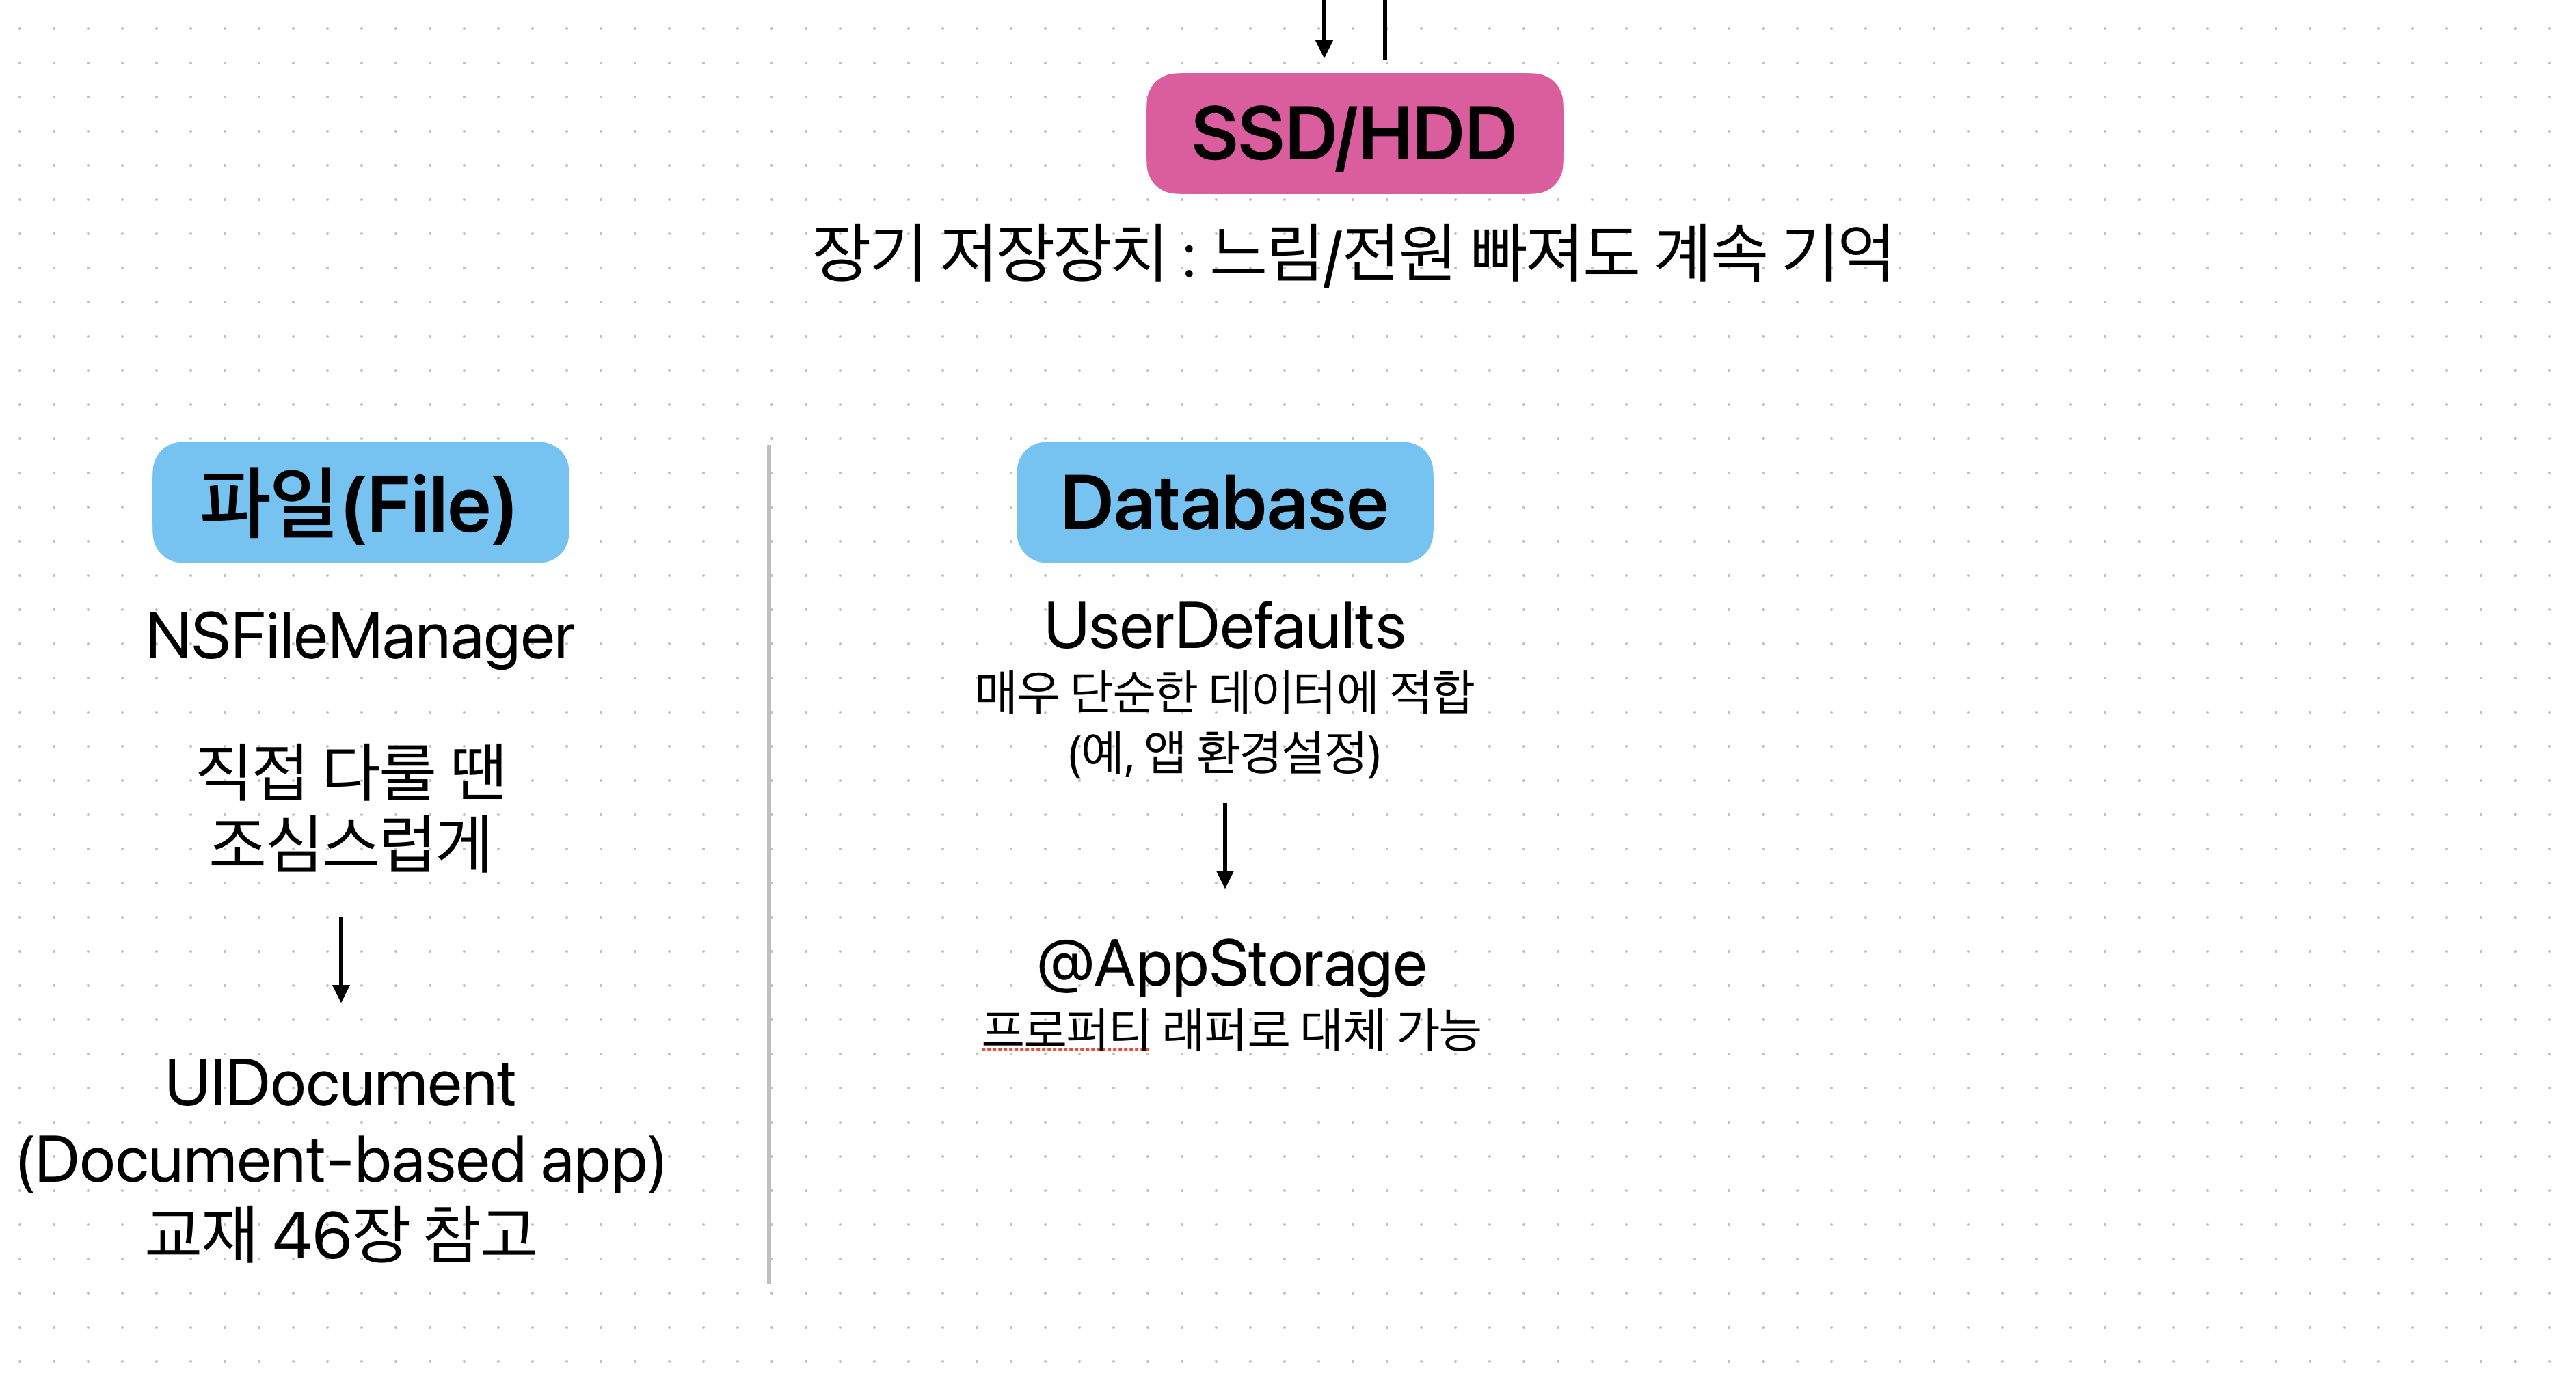 SSD/HDD
장기 저장장치 : 느림/전원 빠져도 계속 기억
파일(File)
NSFileManager
직접 다룰 땐
조심스럽게
UIDocument
(Document-based app)
교재 46장 참고
Database
UserDefaults
매우 단순한 데이터에 적합
(예, 앱 환경설정)
@AppStorage
프로퍼티 래퍼로 대체 가능